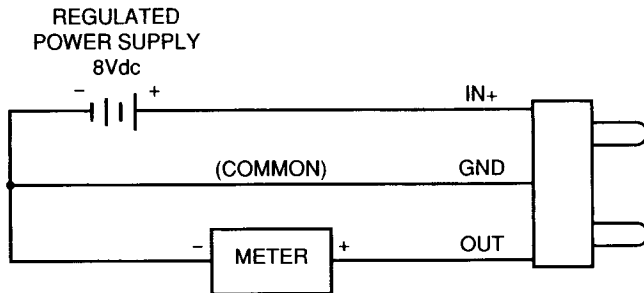 REGULATED
POWER SUPPLY
8Vdc
− +
IN+
(COMMON) GND
− METER + OUT